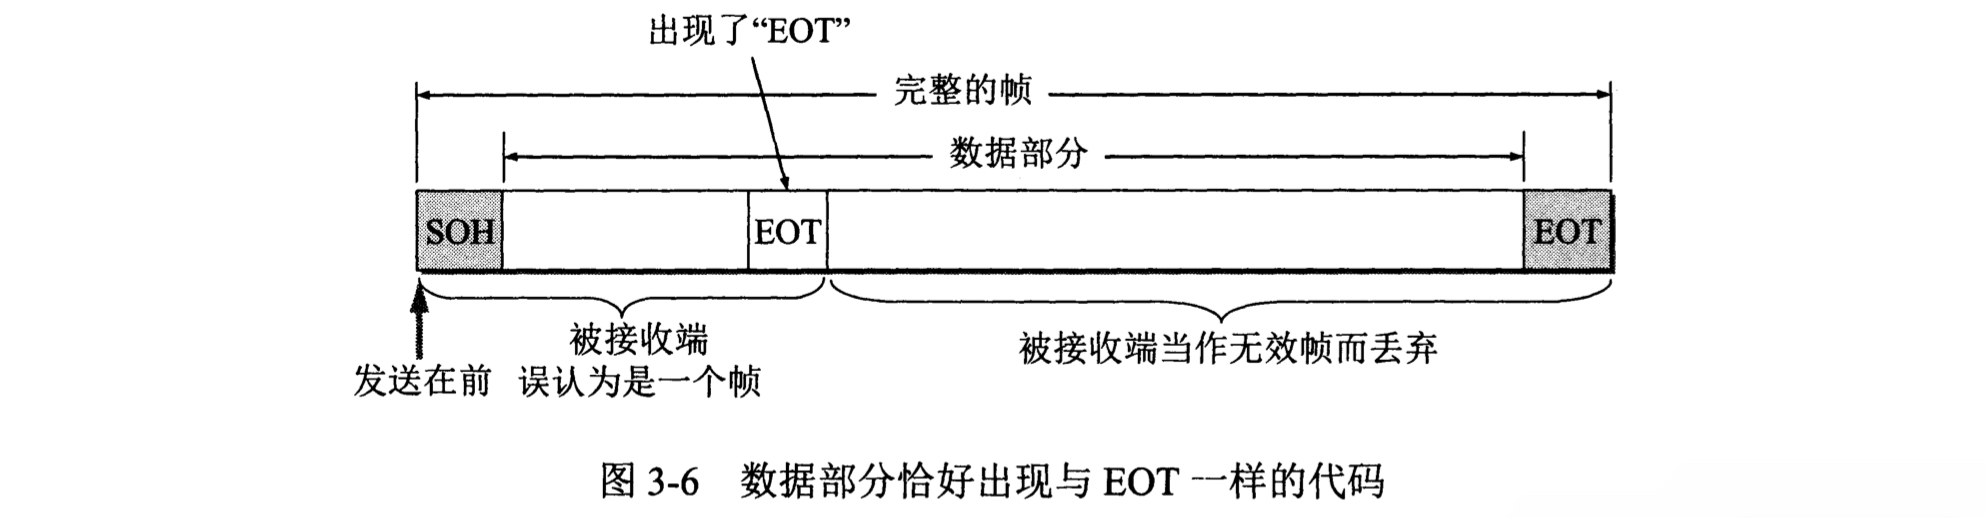 出现了“EOT”
完整的帧
数据部分
SOH
EOT
EOT
被接收端
误认为是一个帧
被接收端当作无效帧而丢弃
发送在前
图 3-6 数据部分恰好出现与 EOT 一样的代码